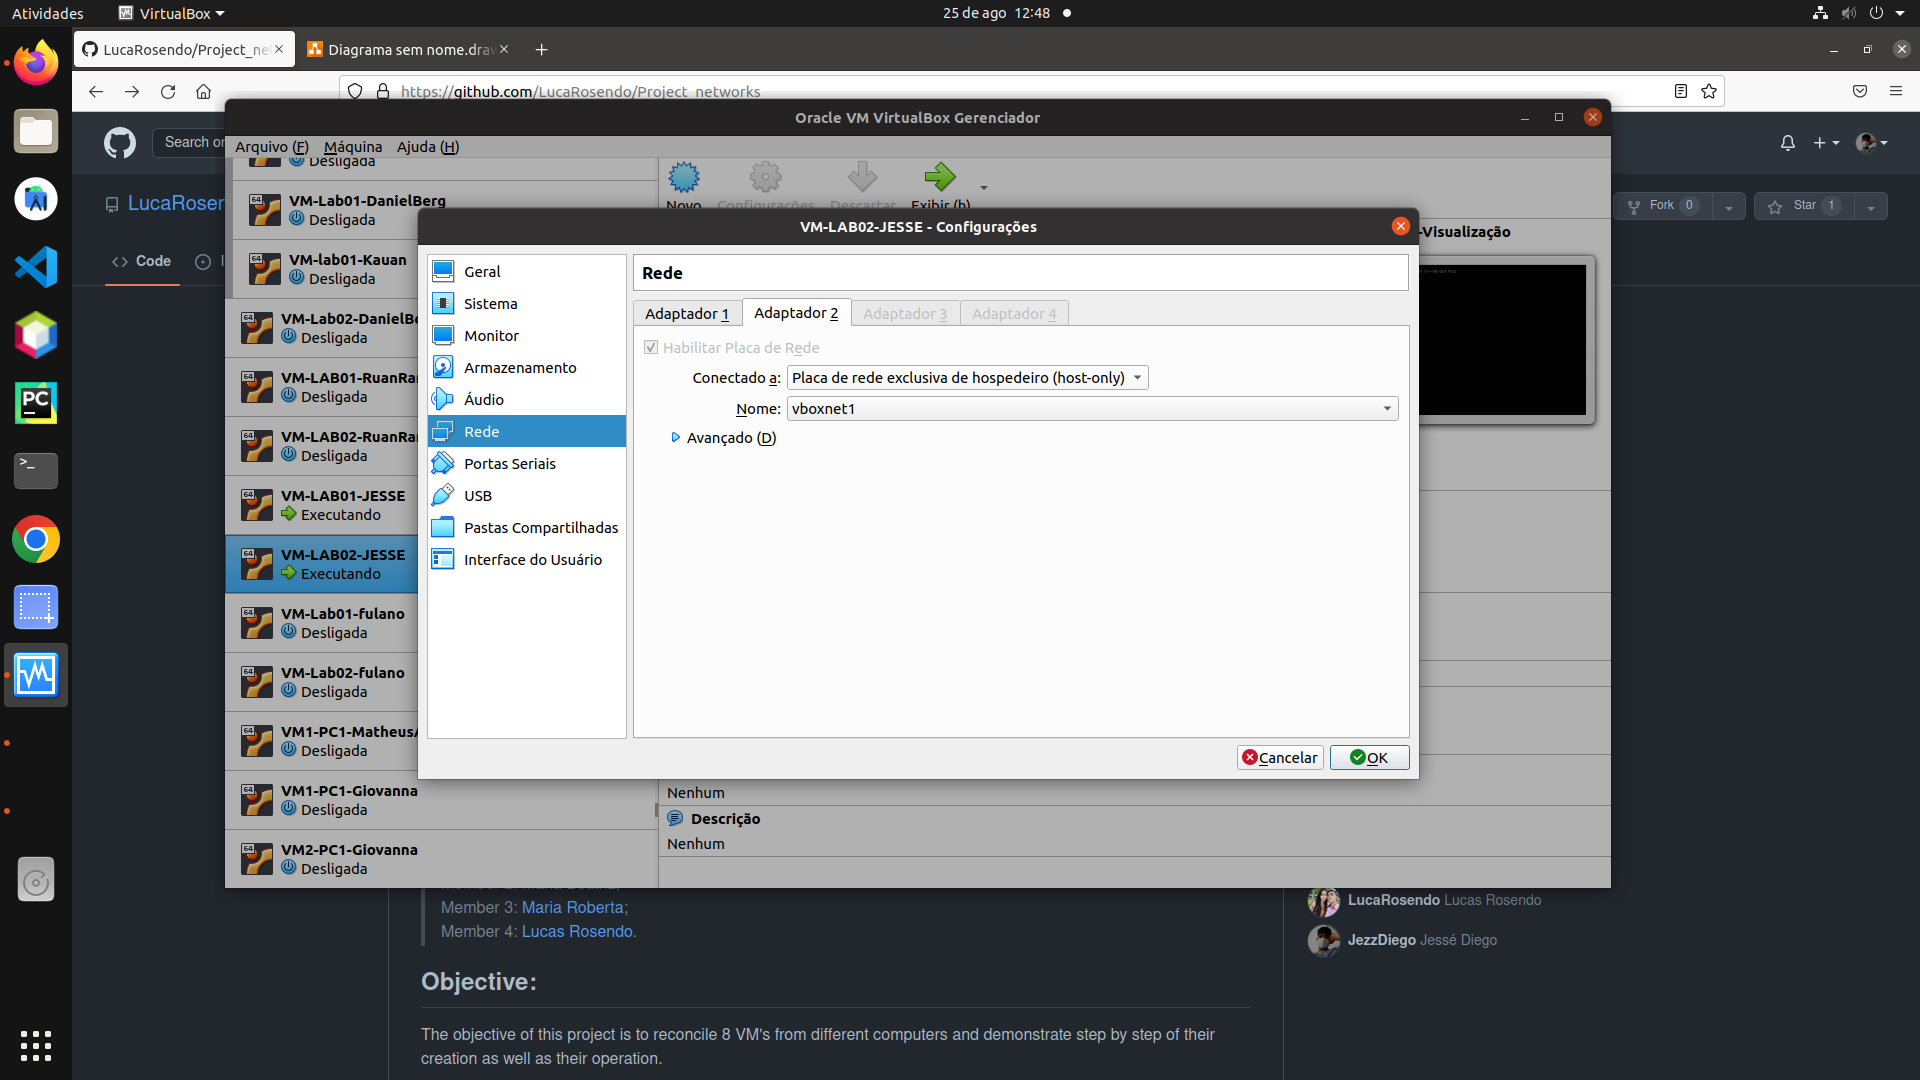 Atividades
VirtualBox
25 de ago 12:48
LucaRosendo/Project_ne
Diagrama sem nome.draw
https://github.com/LucaRosendo/Project_networks
Oracle VM VirtualBox Gerenciador
Search or
Arquivo (F) Máquina Ajuda (H)
Desligada
VM-Lab01-DanielBerg
Desligada
VM-lab01-Kauan
Desligada
VM-Lab02-DanielBe
Desligada
VM-LAB01-RuanRa
Desligada
VM-LAB02-RuanRa
Desligada
VM-LAB01-JESSE
Executando
VM-LAB02-JESSE
Executando
VM-Lab01-fulano
Desligada
VM-Lab02-fulano
Desligada
VM1-PC1-Matheus
Desligada
VM1-PC1-Giovanna
Desligada
VM2-PC1-Giovanna
Desligada
Novo Configurações Descartar Exibir (h)
-Visualização
LucaRosen
Code
Fork 0
Star 1
VM-LAB02-JESSE - Configurações
Geral
Sistema
Monitor
Armazenamento
Áudio
Rede
Portas Seriais
USB
Pastas Compartilhadas
Interface do Usuário
Rede
Adaptador 1 Adaptador 2 Adaptador 3 Adaptador 4
Habilitar Placa de Rede
Conectado a: Placa de rede exclusiva de hospedeiro (host-only)
Nome: vboxnet1
Avançado (D)
Cancelar OK
Nenhum
Descrição
Nenhum
Member 3: Maria Roberta;
Member 4: Lucas Rosendo.
Objective:
The objective of this project is to reconcile 8 VM's from different computers and demonstrate step by step of their
creation as well as their operation.
LucaRosendo Lucas Rosendo
JezzDiego Jessé Diego